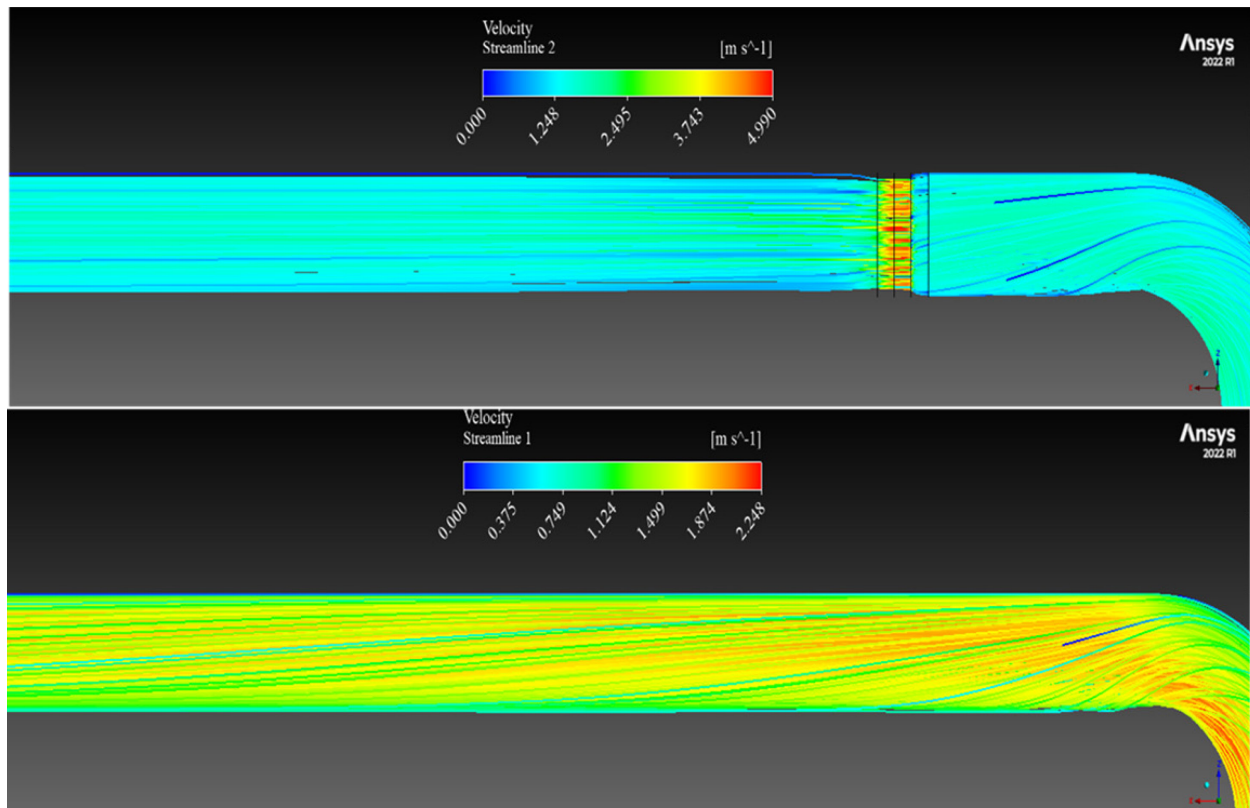 Velocity
Streamline 2 [m s^-1]
0.000 1.248 2.495 3.743 4.990
Ansys
2022 R1
Velocity
Streamline 1 [m s^-1]
0.000 0.375 0.749 1.124 1.499 1.874 2.248
Ansys
2022 R1